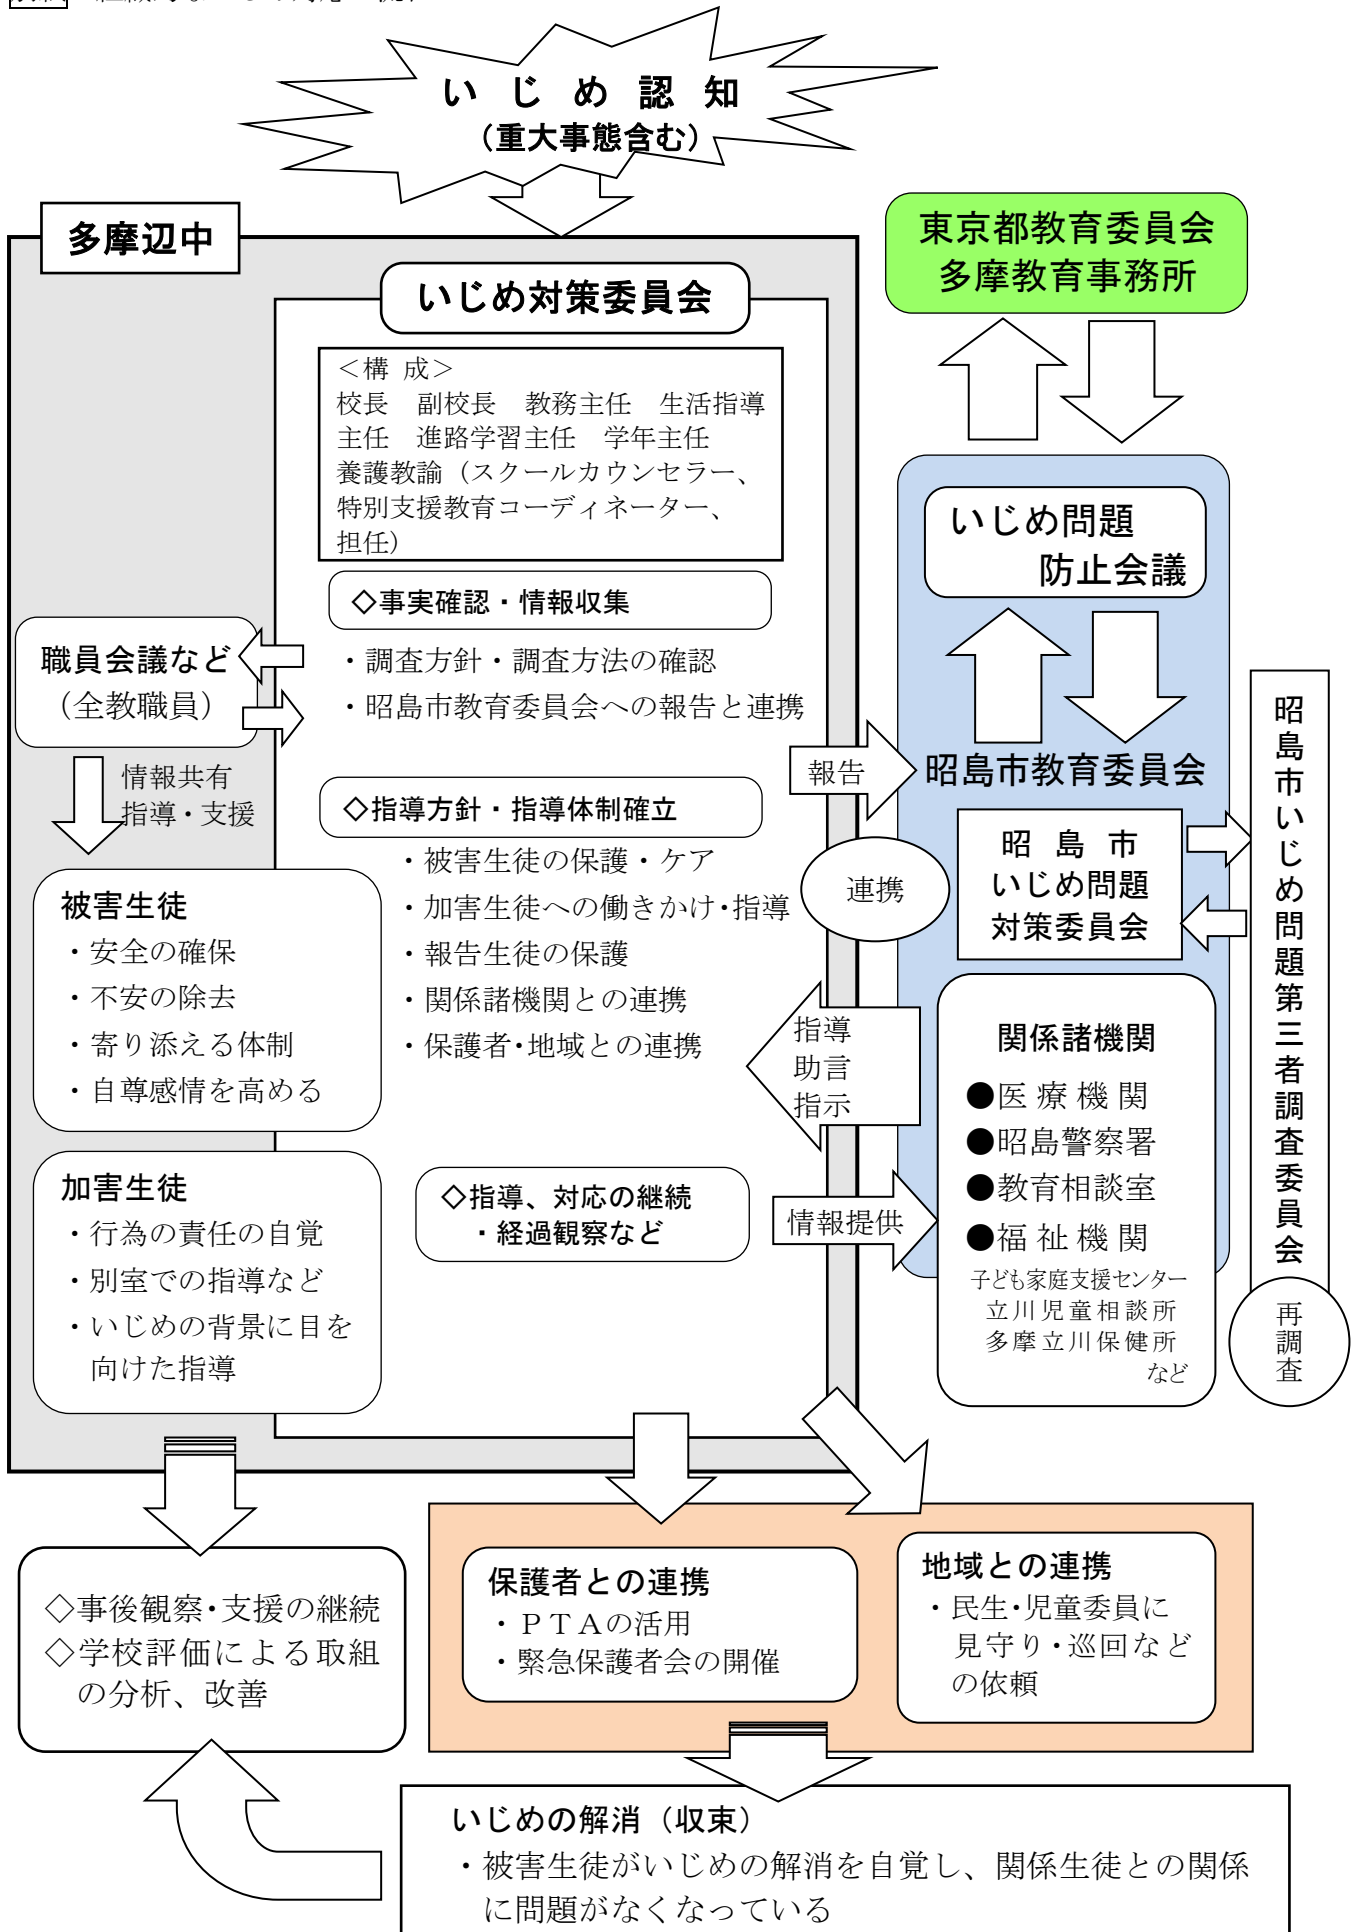 い じ め 認 知
（重大事態含む）
多摩辺中
東京都教育委員会
多摩教育事務所
いじめ対策委員会
＜構 成＞
校長　副校長　教務主任　生活指導
主任　進路学習主任　学年主任
養護教諭（スクールカウンセラー、
特別支援教育コーディネーター、
担任）
◇事実確認・情報収集
・調査方針・調査方法の確認
・昭島市教育委員会への報告と連携
職員会議など
（全教職員）
情報共有
指導・支援
◇指導方針・指導体制確立
・被害生徒の保護・ケア
・加害生徒への働きかけ・指導
・報告生徒の保護
・関係諸機関との連携
・保護者・地域との連携
◇指導、対応の継続
・経過観察など
被害生徒
・安全の確保
・不安の除去
・寄り添える体制
・自尊感情を高める
加害生徒
・行為の責任の自覚
・別室での指導など
・いじめの背景に目を
向けた指導
報告
連携
指導
助言
指示
情報提供
いじめ問題
防止会議
昭島市教育委員会
昭 島 市
いじめ問題
対策委員会
関係諸機関
●医 療 機 関
●昭島警察署
●教育相談室
●福 祉 機 関
子ども家庭支援センター
立川児童相談所
多摩立川保健所
など
昭島市いじめ問題第三者調査委員会
再調査
◇事後観察・支援の継続
◇学校評価による取組
の分析、改善
保護者との連携
・ＰＴＡの活用
・緊急保護者会の開催
地域との連携
・民生・児童委員に
見守り・巡回など
の依頼
いじめの解消（収束）
・被害生徒がいじめの解消を自覚し、関係生徒との関係
に問題がなくなっている